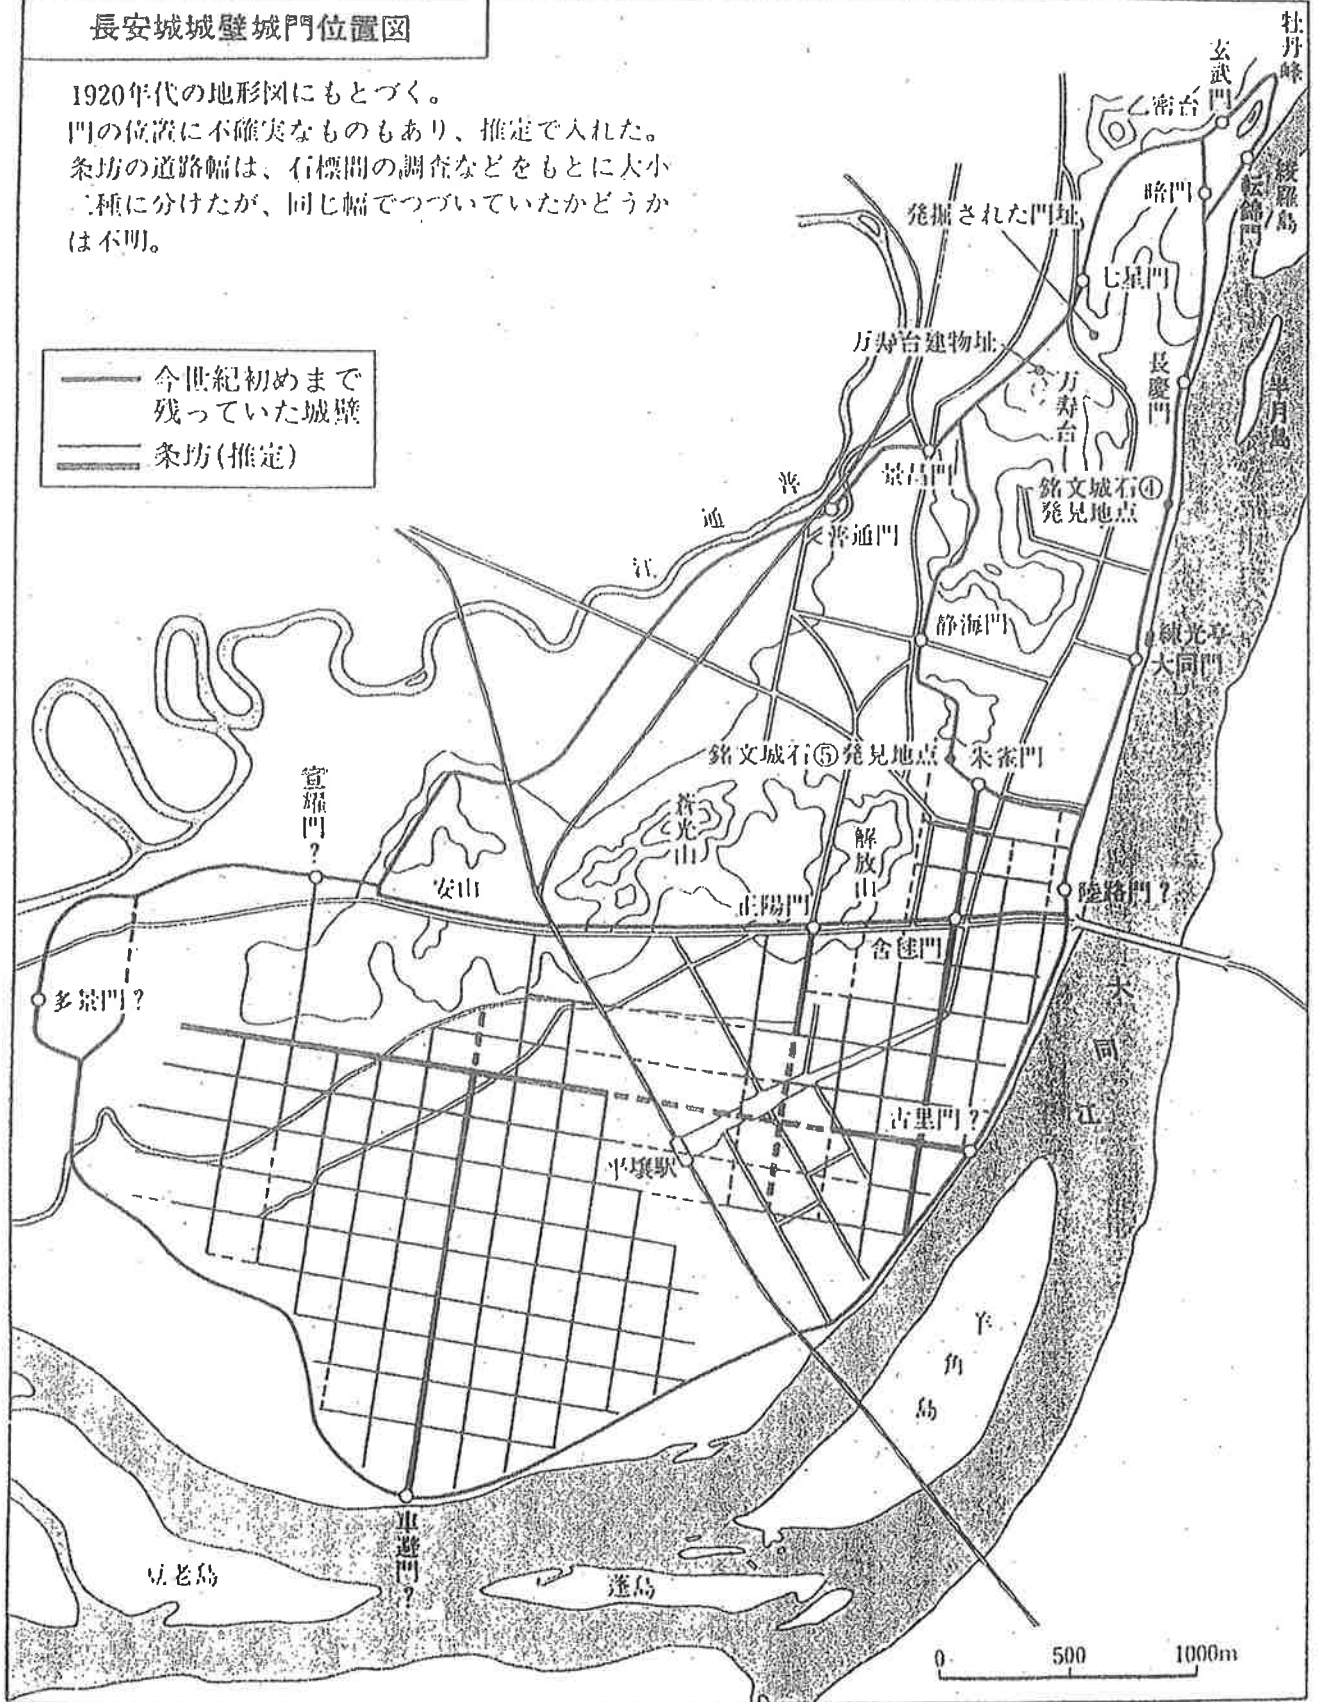 長安城城壁城門位置図
1920年代の地形図にもとづく。
門の位置に不確実なものもあり、推定で入れた。
条坊の道路幅は、石標間の調査などをもとに大小
二種に分けたが、同じ幅でつづいていたかどうか
は不明。
今世紀初めまで
残っていた城壁
条坊(推定)
牡丹峰
玄武門
乙密台
転錦門
綾羅島
暗門
発掘された門址
七星門
万寿台建物址
万寿台
長慶門
半月島
景昌門
銘文城石④
発見地点
普通門
普通江
静海門
練光亭
大同門
銘文城石⑤発見地点
朱雀門
宣耀門?
蒼光山
解放山
安山
正陽門
含毬門
陸路門?
多景門?
大同江
古里門?
平壌駅
羊角島
車避門?
蓬島
0 500 1000m